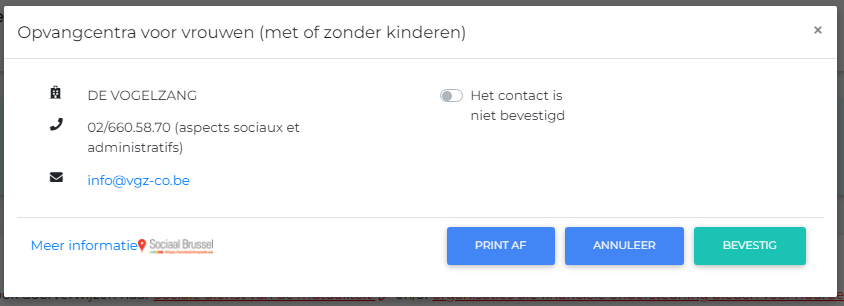 Opvangcentra voor vrouwen (met of zonder kinderen)
×
DE VOGELZANG
02/660.58.70 (aspects sociaux et
administratifs)
info@vgz-co.be
Het contact is
niet bevestigd
Meer informatie
Sociaal Brussel
PRINT AF
ANNULEER
BEVESTIG